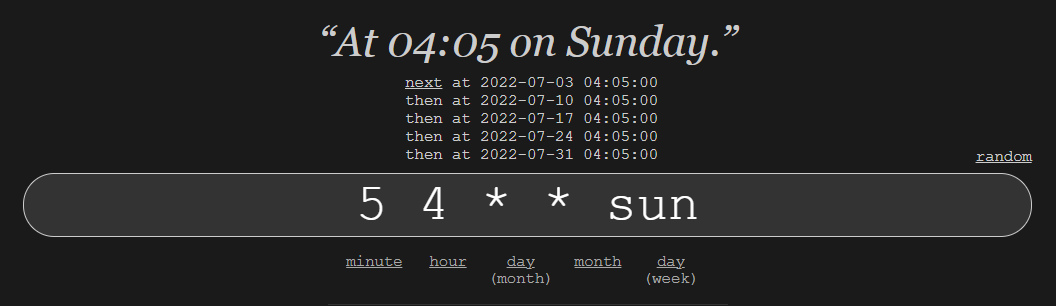 “At 04:05 on Sunday.”
next at 2022-07-03 04:05:00
then at 2022-07-10 04:05:00
then at 2022-07-17 04:05:00
then at 2022-07-24 04:05:00
then at 2022-07-31 04:05:00
random
5 4 * * sun
minute hour day month day
(month) (week)